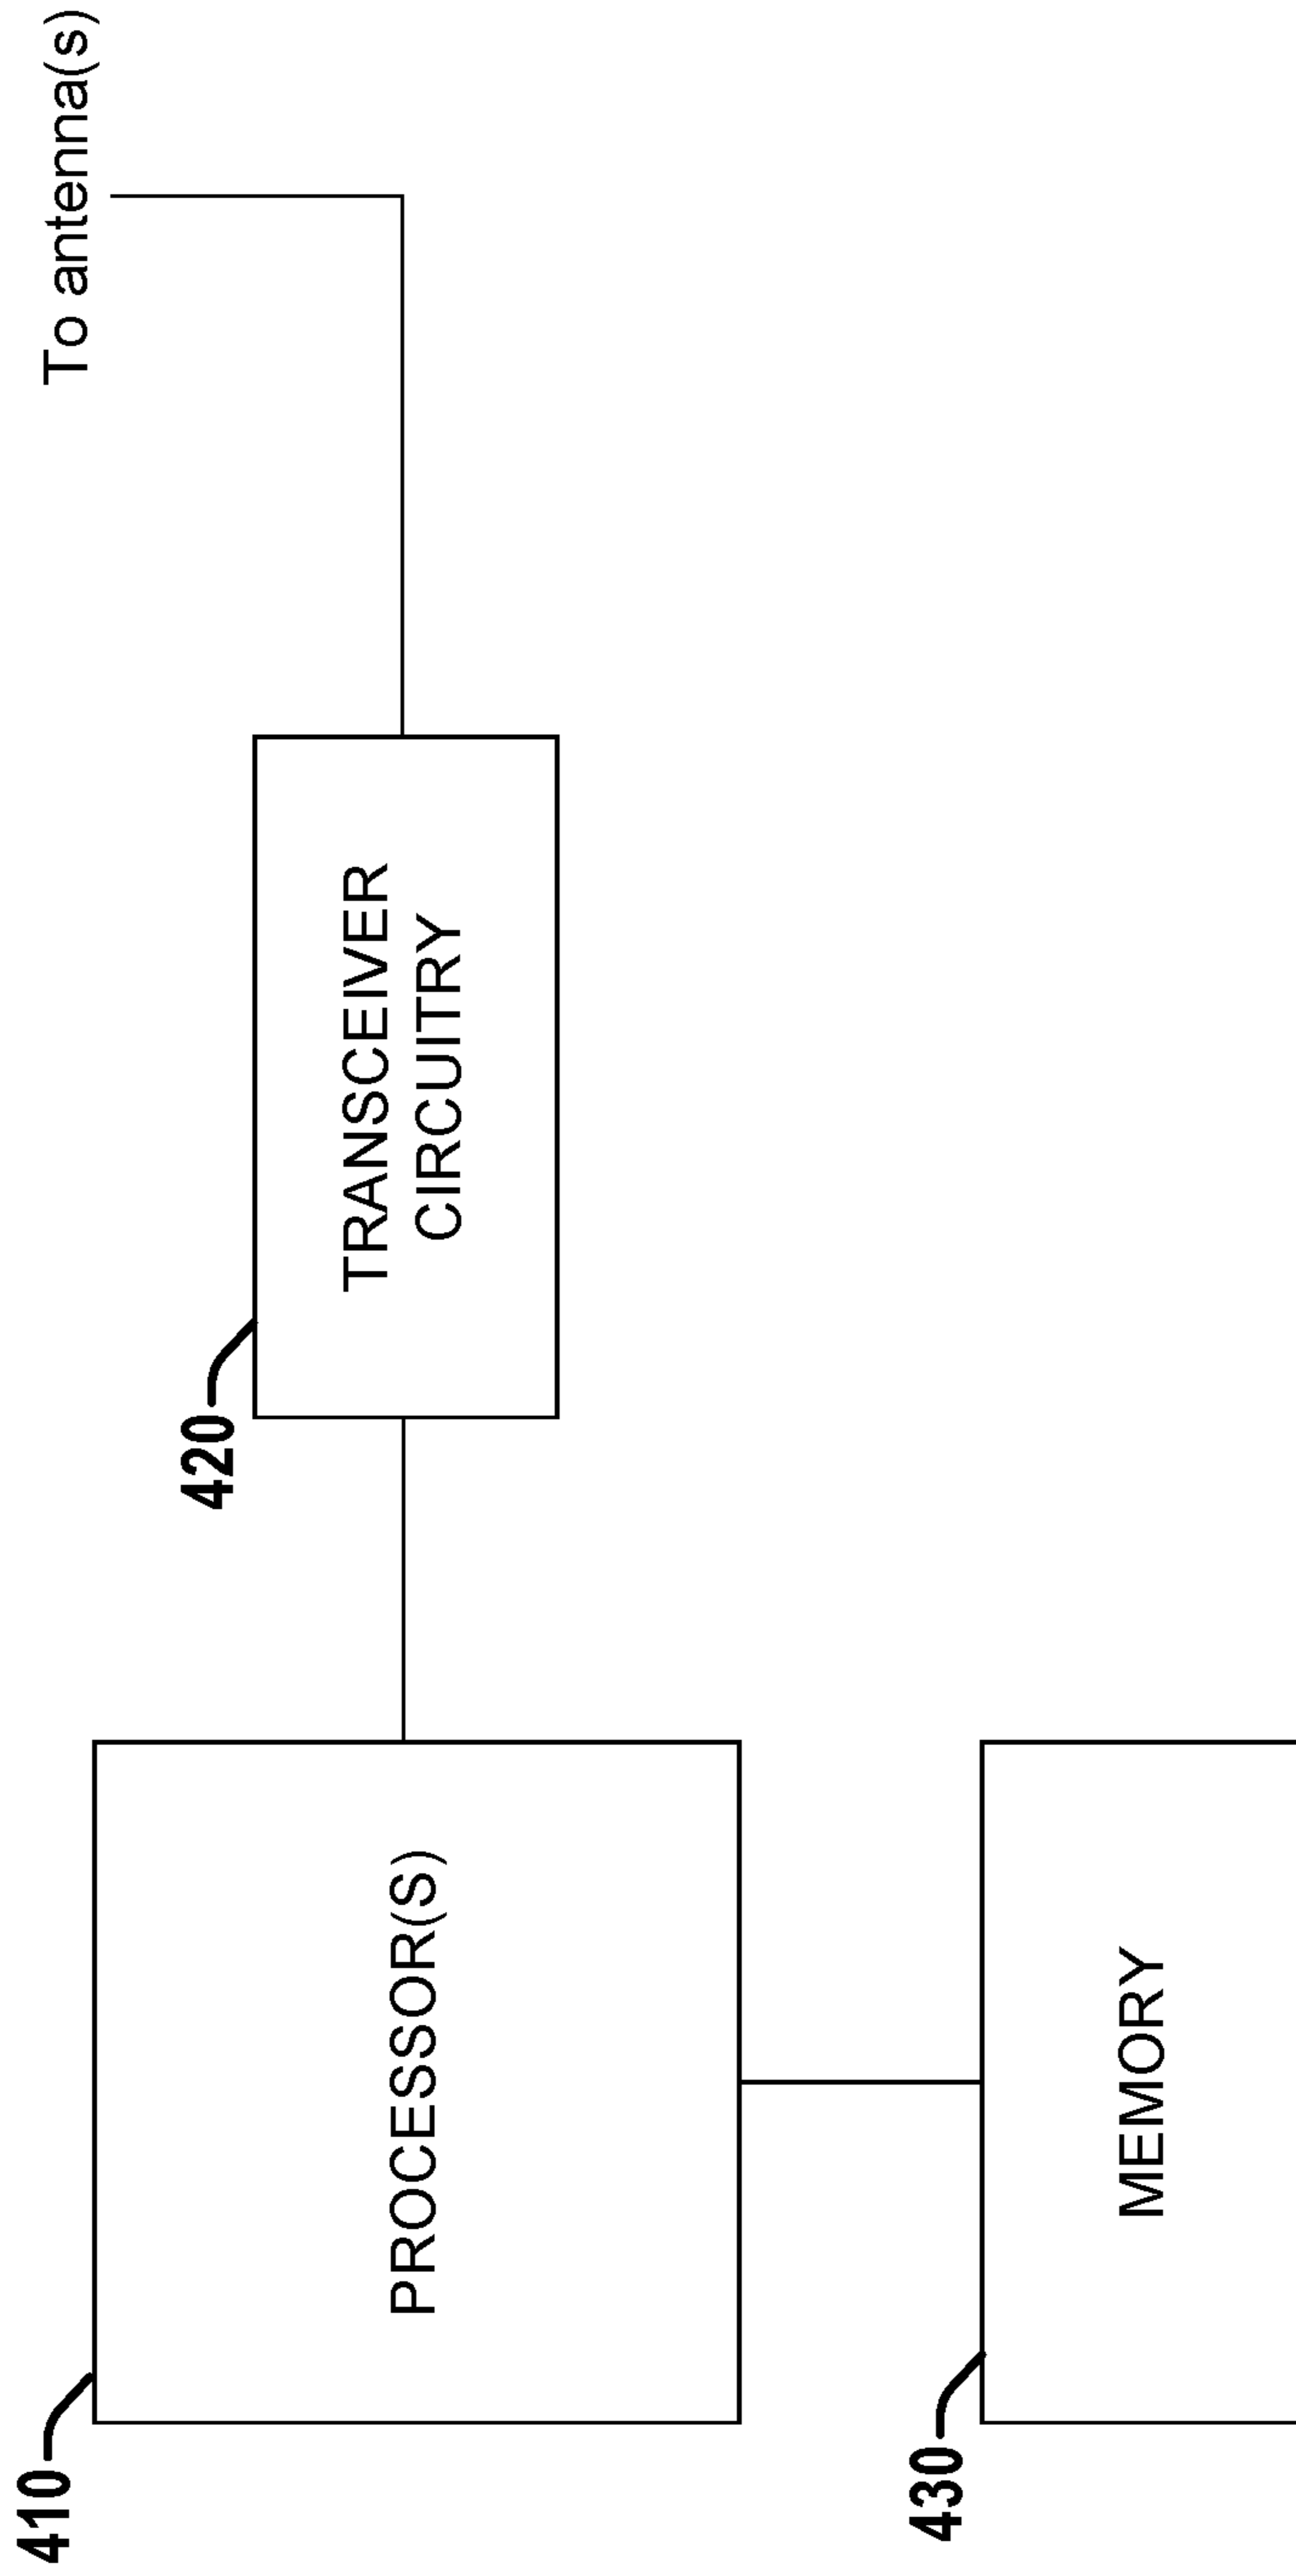 To antenna(s)
420
TRANSCEIVER
CIRCUITRY
410
PROCESSOR(S)
430
MEMORY